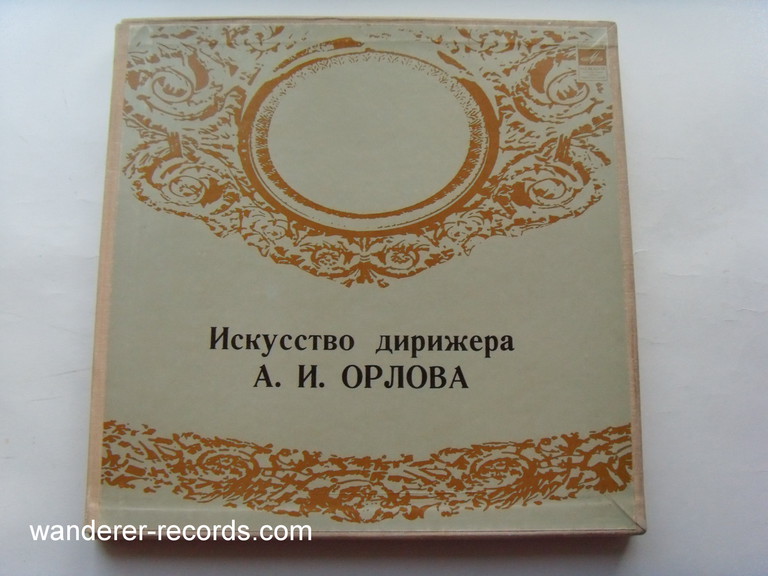 Искусство дирижера
А. И. ОРЛОВА
wanderer-records.com